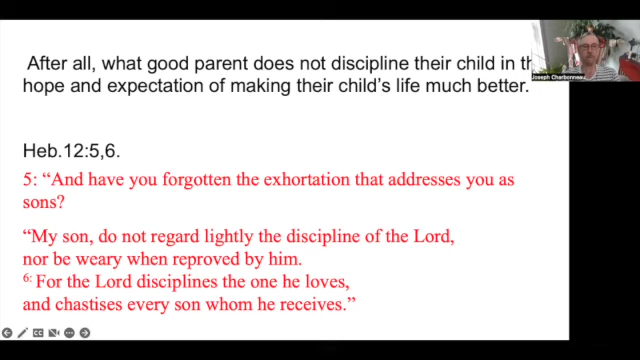 After all, what good parent does not discipline their child in th
hope and expectation of making their child's life much better.
Joseph Charbonneau
Heb.12:5,6.
5: “And have you forgotten the exhortation that addresses you as
sons?
“My son, do not regard lightly the discipline of the Lord,
nor be weary when reproved by him.
6: For the Lord disciplines the one he loves,
and chastises every son whom he receives.”
CC